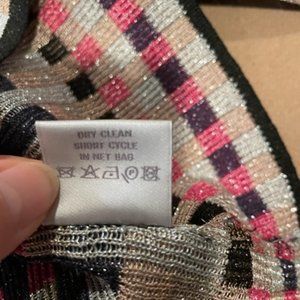 DRY CLEAN
SHORT CYCLE
IN NET BAG